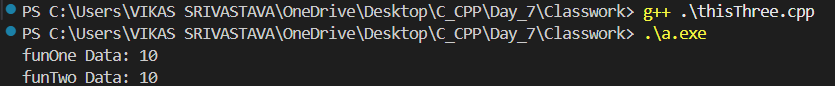 PS C:\Users\VIKAS SRIVASTAVA\OneDrive\Desktop\C_CPP\Day_7\Classwork> g++ .\thisThree.cpp
PS C:\Users\VIKAS SRIVASTAVA\OneDrive\Desktop\C_CPP\Day_7\Classwork> .\a.exe
funOne Data: 10
funTwo Data: 10